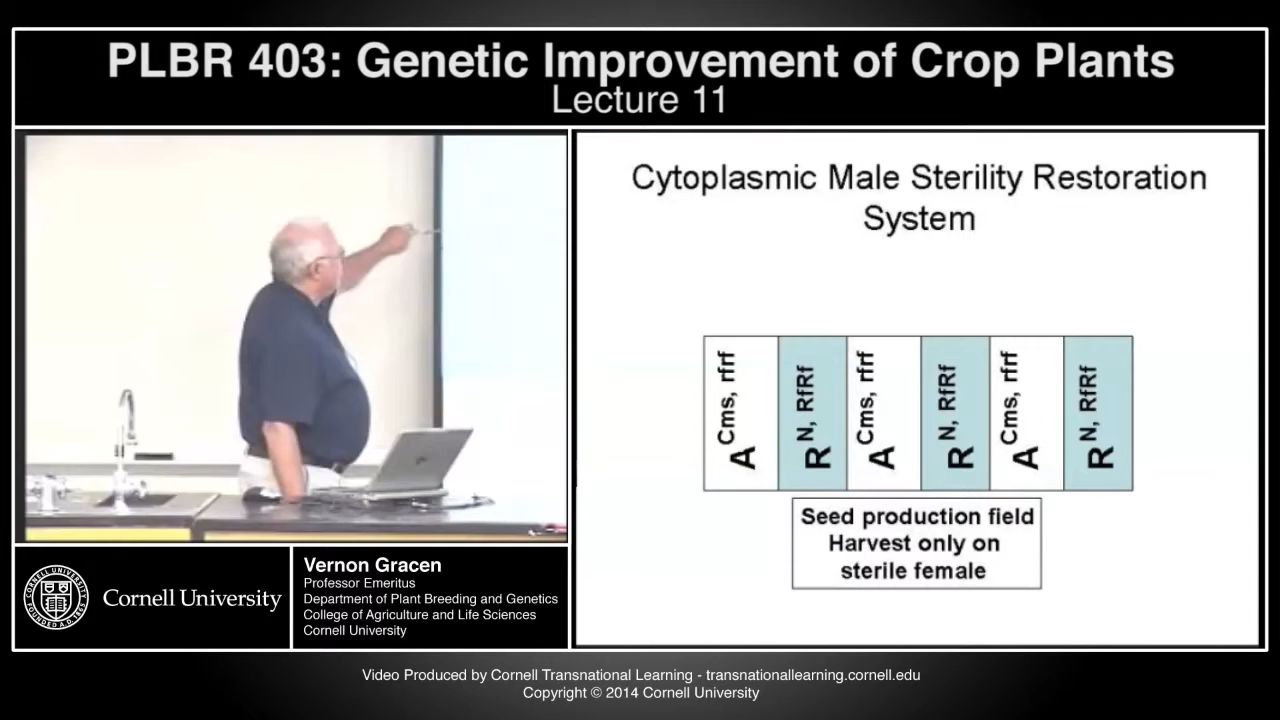 PLBR 403: Genetic Improvement of Crop Plants
Lecture 11
Cytoplasmic Male Sterility Restoration
System
A Cms, rfrf
R N, RfRf
A Cms, rfrf
R N, RfRf
A Cms, rfrf
R N, RfRf
Seed production field
Harvest only on
sterile female
Cornell University
Vernon Gracen
Professor Emeritus
Department of Plant Breeding and Genetics
College of Agriculture and Life Sciences
Cornell University
Video Produced by Cornell Transnational Learning - transnationallearning.cornell.edu
Copyright © 2014 Cornell University